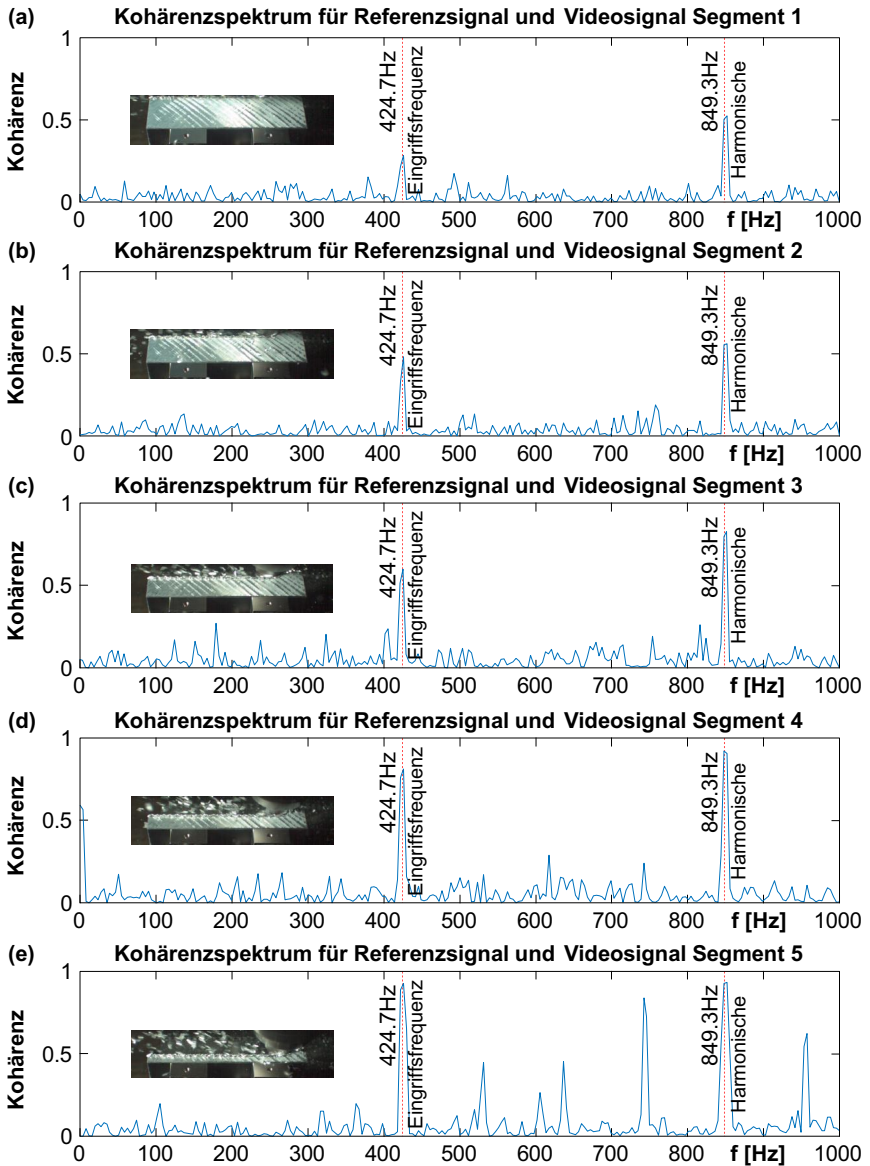 (a) Kohärenzspektrum für Referenzsignal und Videosignal Segment 1
Kohärenz
1
0.5
0
424.7Hz
Eingriffsfrequenz
849.3Hz
Harmonische
0 100 200 300 400 500 600 700 800 f [Hz] 1000
(b) Kohärenzspektrum für Referenzsignal und Videosignal Segment 2
Kohärenz
1
0.5
0
424.7Hz
Eingriffsfrequenz
849.3Hz
Harmonische
0 100 200 300 400 500 600 700 800 f [Hz] 1000
(c) Kohärenzspektrum für Referenzsignal und Videosignal Segment 3
Kohärenz
1
0.5
0
424.7Hz
Eingriffsfrequenz
849.3Hz
Harmonische
0 100 200 300 400 500 600 700 800 f [Hz] 1000
(d) Kohärenzspektrum für Referenzsignal und Videosignal Segment 4
Kohärenz
1
0.5
0
424.7Hz
Eingriffsfrequenz
849.3Hz
Harmonische
0 100 200 300 400 500 600 700 800 f [Hz] 1000
(e) Kohärenzspektrum für Referenzsignal und Videosignal Segment 5
Kohärenz
1
0.5
0
424.7Hz
Eingriffsfrequenz
849.3Hz
Harmonische
0 100 200 300 400 500 600 700 800 f [Hz] 1000